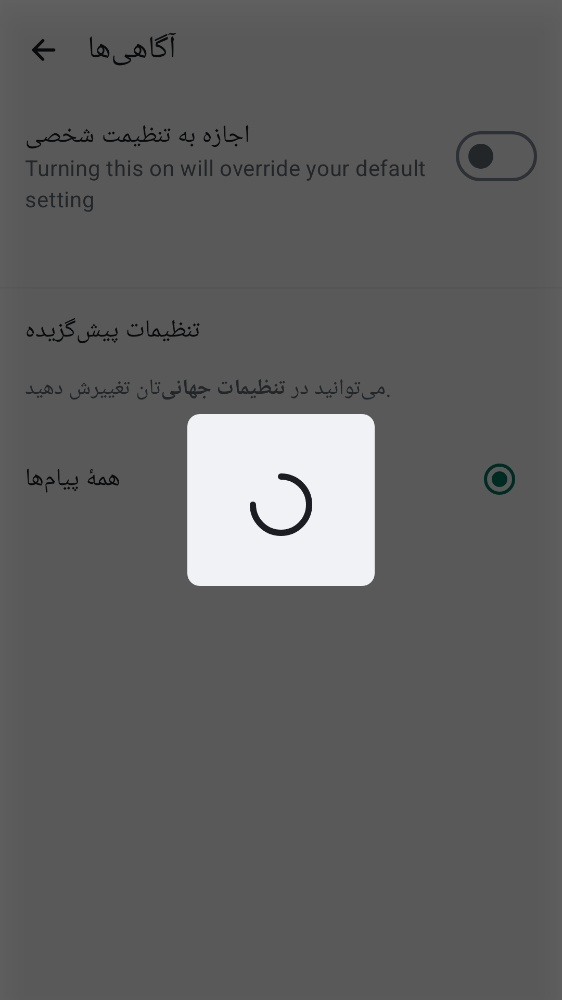 آگاهی‌ها
اجازه به تنظیمت شخصی
Turning this on will override your default
setting
تنظیمات پیش‌گزیده
می‌توانید در تنظیمات جهانی‌تان تغییرش دهید.
همهٔ پیام‌ها